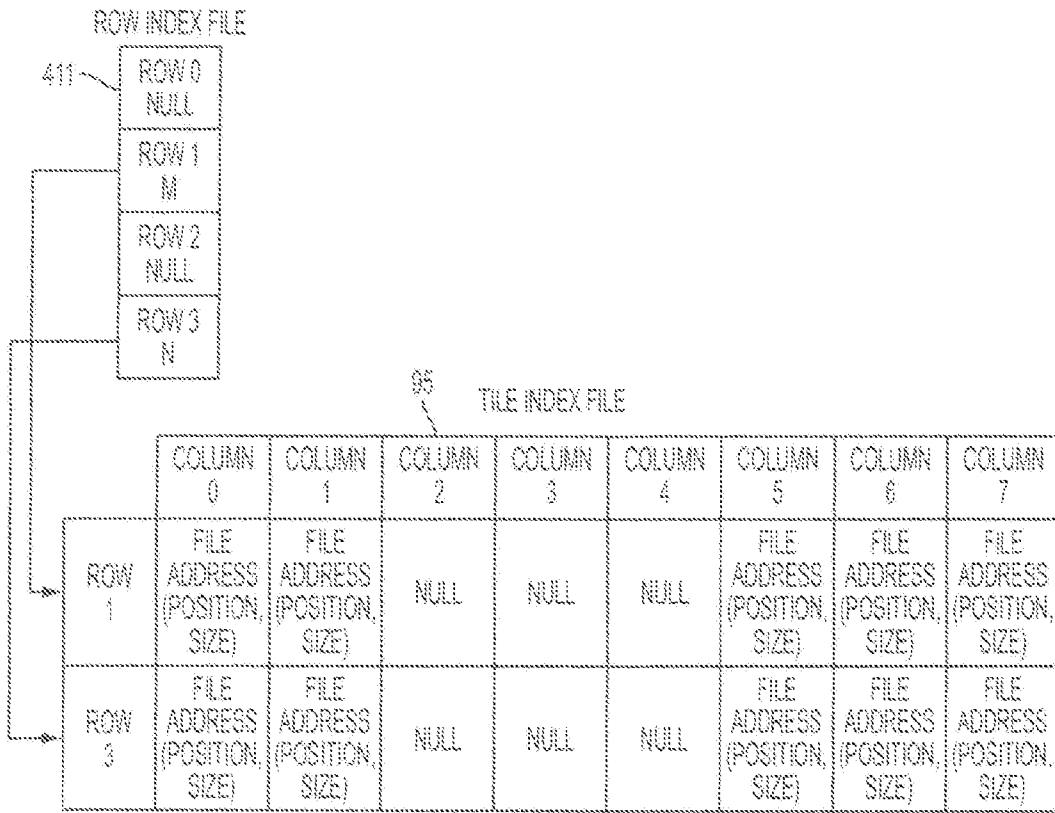 ROW INDEX FILE
411
ROW 0
NULL
ROW 1
M
ROW 2
NULL
ROW 3
N
95
TILE INDEX FILE
COLUMN 0
COLUMN 1
COLUMN 2
COLUMN 3
COLUMN 4
COLUMN 5
COLUMN 6
COLUMN 7
ROW
1
FILE
ADDRESS
(POSITION,
SIZE)
FILE
ADDRESS
(POSITION,
SIZE)
NULL
NULL
NULL
FILE
ADDRESS
(POSITION,
SIZE)
FILE
ADDRESS
(POSITION,
SIZE)
FILE
ADDRESS
(POSITION,
SIZE)
ROW
3
FILE
ADDRESS
(POSITION,
SIZE)
FILE
ADDRESS
(POSITION,
SIZE)
NULL
NULL
NULL
FILE
ADDRESS
(POSITION,
SIZE)
FILE
ADDRESS
(POSITION,
SIZE)
FILE
ADDRESS
(POSITION,
SIZE)